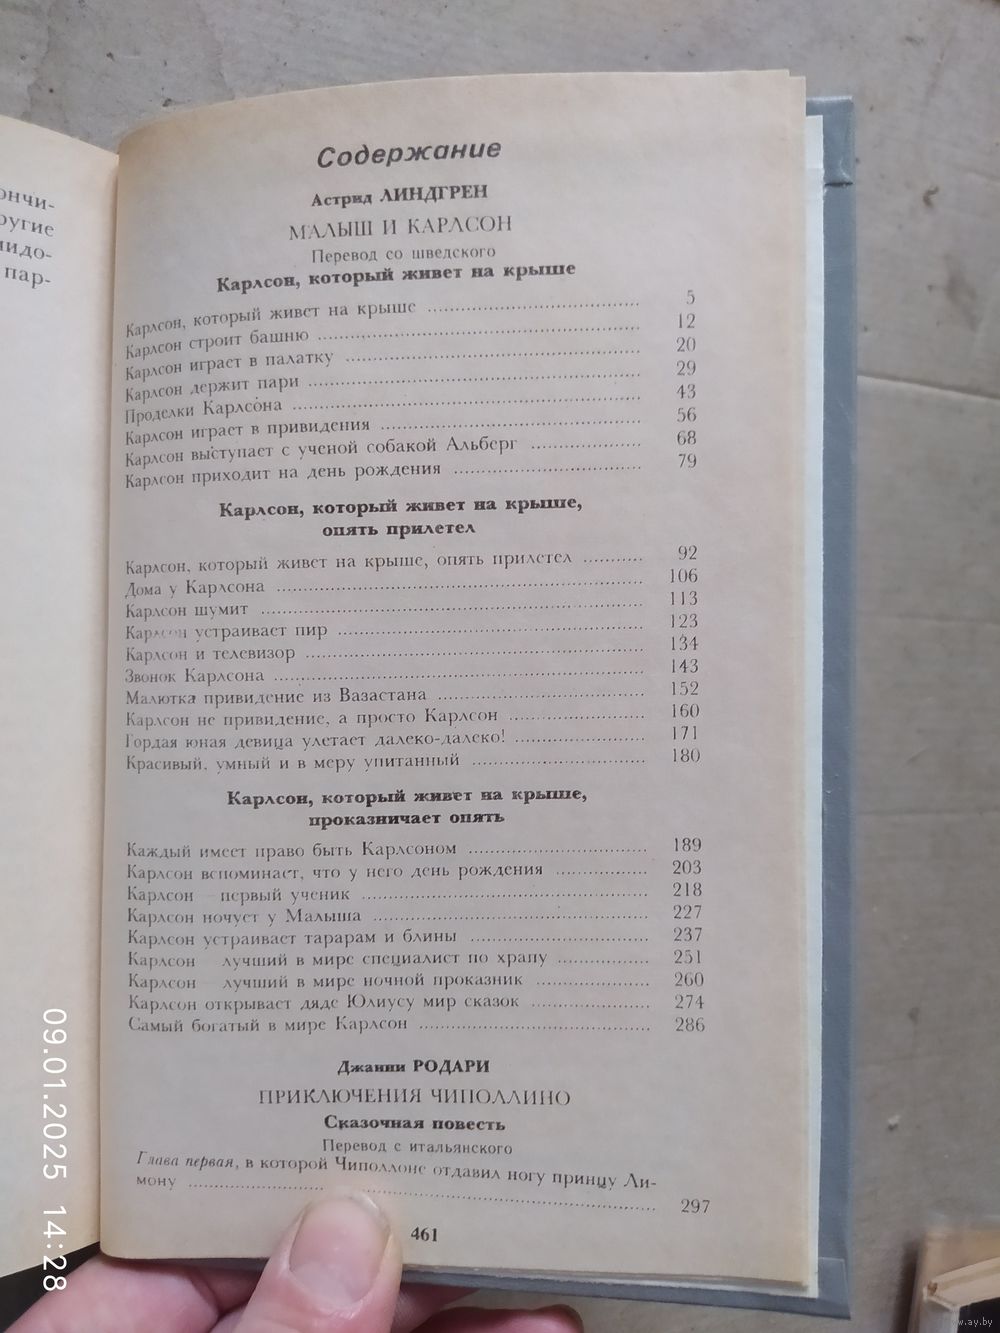 ончи-
ругие
идо-
пар-
Содержание
Астрид ЛИНДГРЕН
МАЛЫШ И КАРЛСОН
Перевод со шведского
Карлсон, который живет на крыше
Карлсон, который живет на крыше ........ 5
Карлсон строит башню ........ 12
Карлсон играет в палатку ........ 20
Карлсон держит пари ........ 29
Проделки Карлсона ........ 43
Карлсон играет в привидения ........ 56
Карлсон выступает с ученой собакой Альберг ........ 68
Карлсон приходит на день рождения ........ 79
Карлсон, который живет на крыше,
опять прилетел
Карлсон, который живет на крыше, опять прилетел ........ 92
Дома у Карлсона ........ 106
Карлсон шумит ........ 113
Карлсон устраивает пир ........ 123
Карлсон и телевизор ........ 134
Звонок Карлсона ........ 143
Малютка привидение из Вазастана ........ 152
Карлсон не привидение, а просто Карлсон ........ 160
Гордая юная девица улетает далеко-далеко! ........ 171
Красивый, умный и в меру упитанный ........ 180
Карлсон, который живет на крыше,
проказничает опять
Каждый имеет право быть Карлсоном ........ 189
Карлсон вспоминает, что у него день рождения ........ 203
Карлсон – первый ученик ........ 218
Карлсон ночует у Малыша ........ 227
Карлсон устраивает тарарам и блины ........ 237
Карлсон – лучший в мире специалист по храпу ........ 251
Карлсон – лучший в мире ночной проказник ........ 260
Карлсон открывает дяде Юлиусу мир сказок ........ 274
Самый богатый в мире Карлсон ........ 286
Джанни РОДАРИ
ПРИКЛЮЧЕНИЯ ЧИПОЛЛИНО
Сказочная повесть
Перевод с итальянского
Глава первая, в которой Чиполлоне отдавил ногу принцу Ли-
мону ........ 297
461
09.01.2025 14:28
ay.by